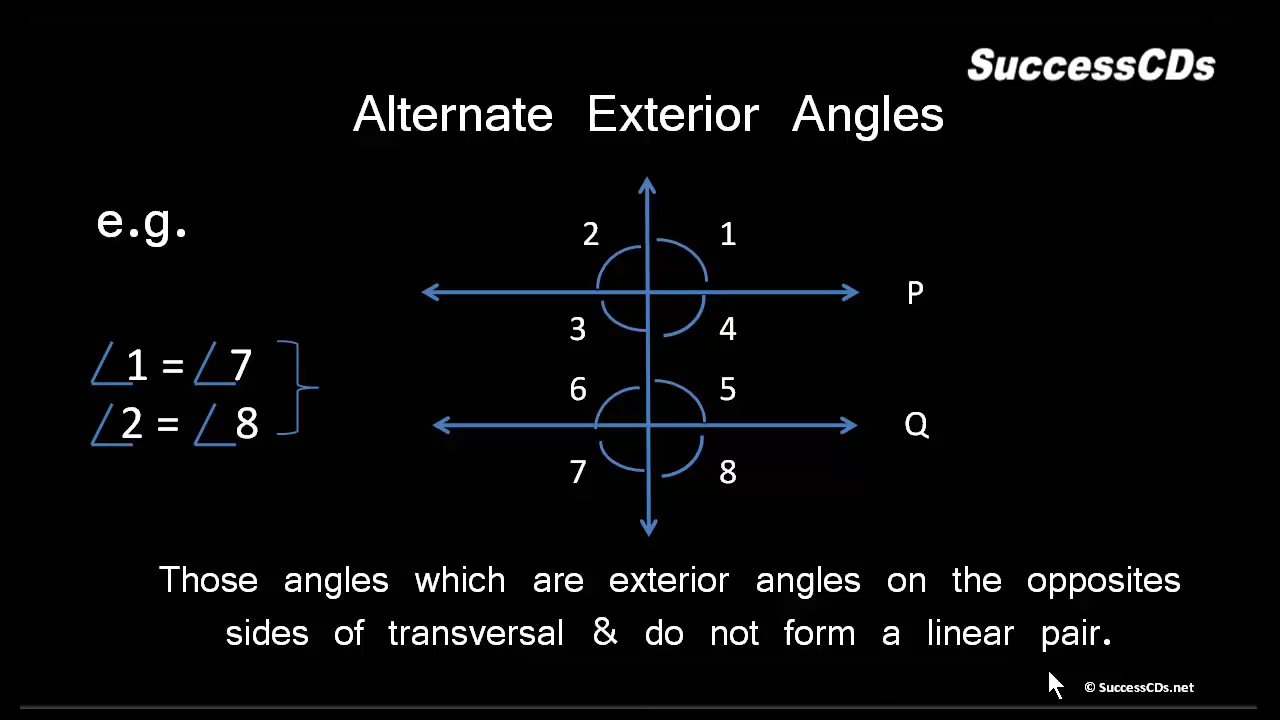 SuccessCDs
Alternate Exterior Angles
e.g.
2 1
P
3 4
∠1 = ∠7
6 5
∠2 = ∠8
Q
7 8
Those angles which are exterior angles on the opposites
sides of transversal & do not form a linear pair.
© SuccessCDs.net